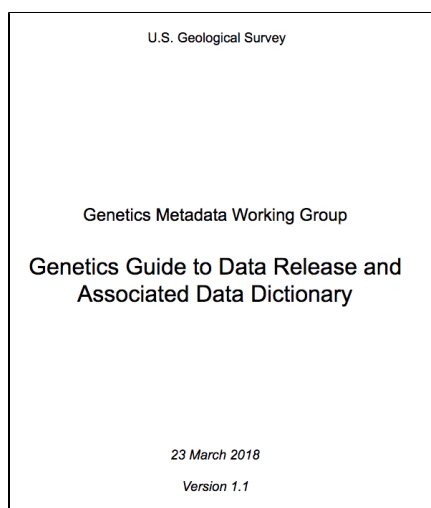 U.S. Geological Survey
Genetics Metadata Working Group
Genetics Guide to Data Release and
Associated Data Dictionary
23 March 2018
Version 1.1